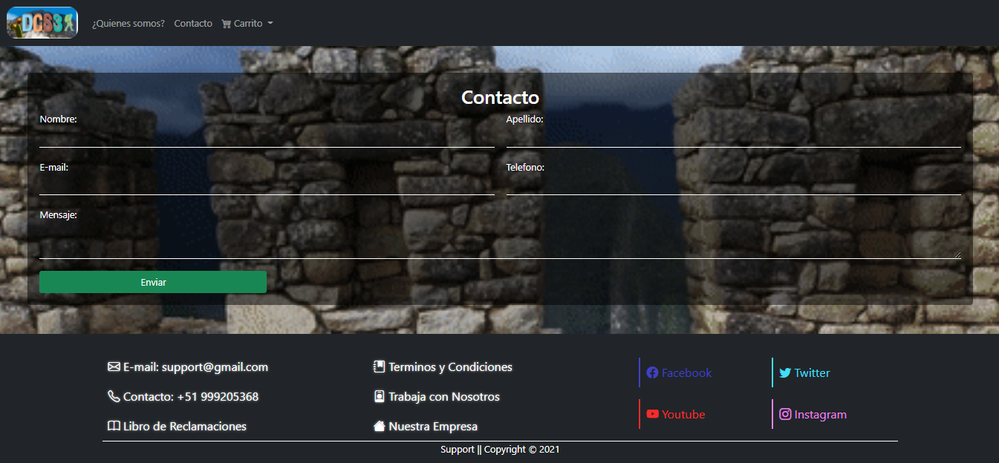 DCS3
¿Quienes somos? Contacto Carrito
Contacto
Nombre: Apellido:
E-mail: Telefono:
Mensaje:
Enviar
E-mail: support@gmail.com Terminos y Condiciones Facebook Twitter
Contacto: +51 999205368 Trabaja con Nosotros
Libro de Reclamaciones Nuestra Empresa Youtube Instagram
Support || Copyright © 2021